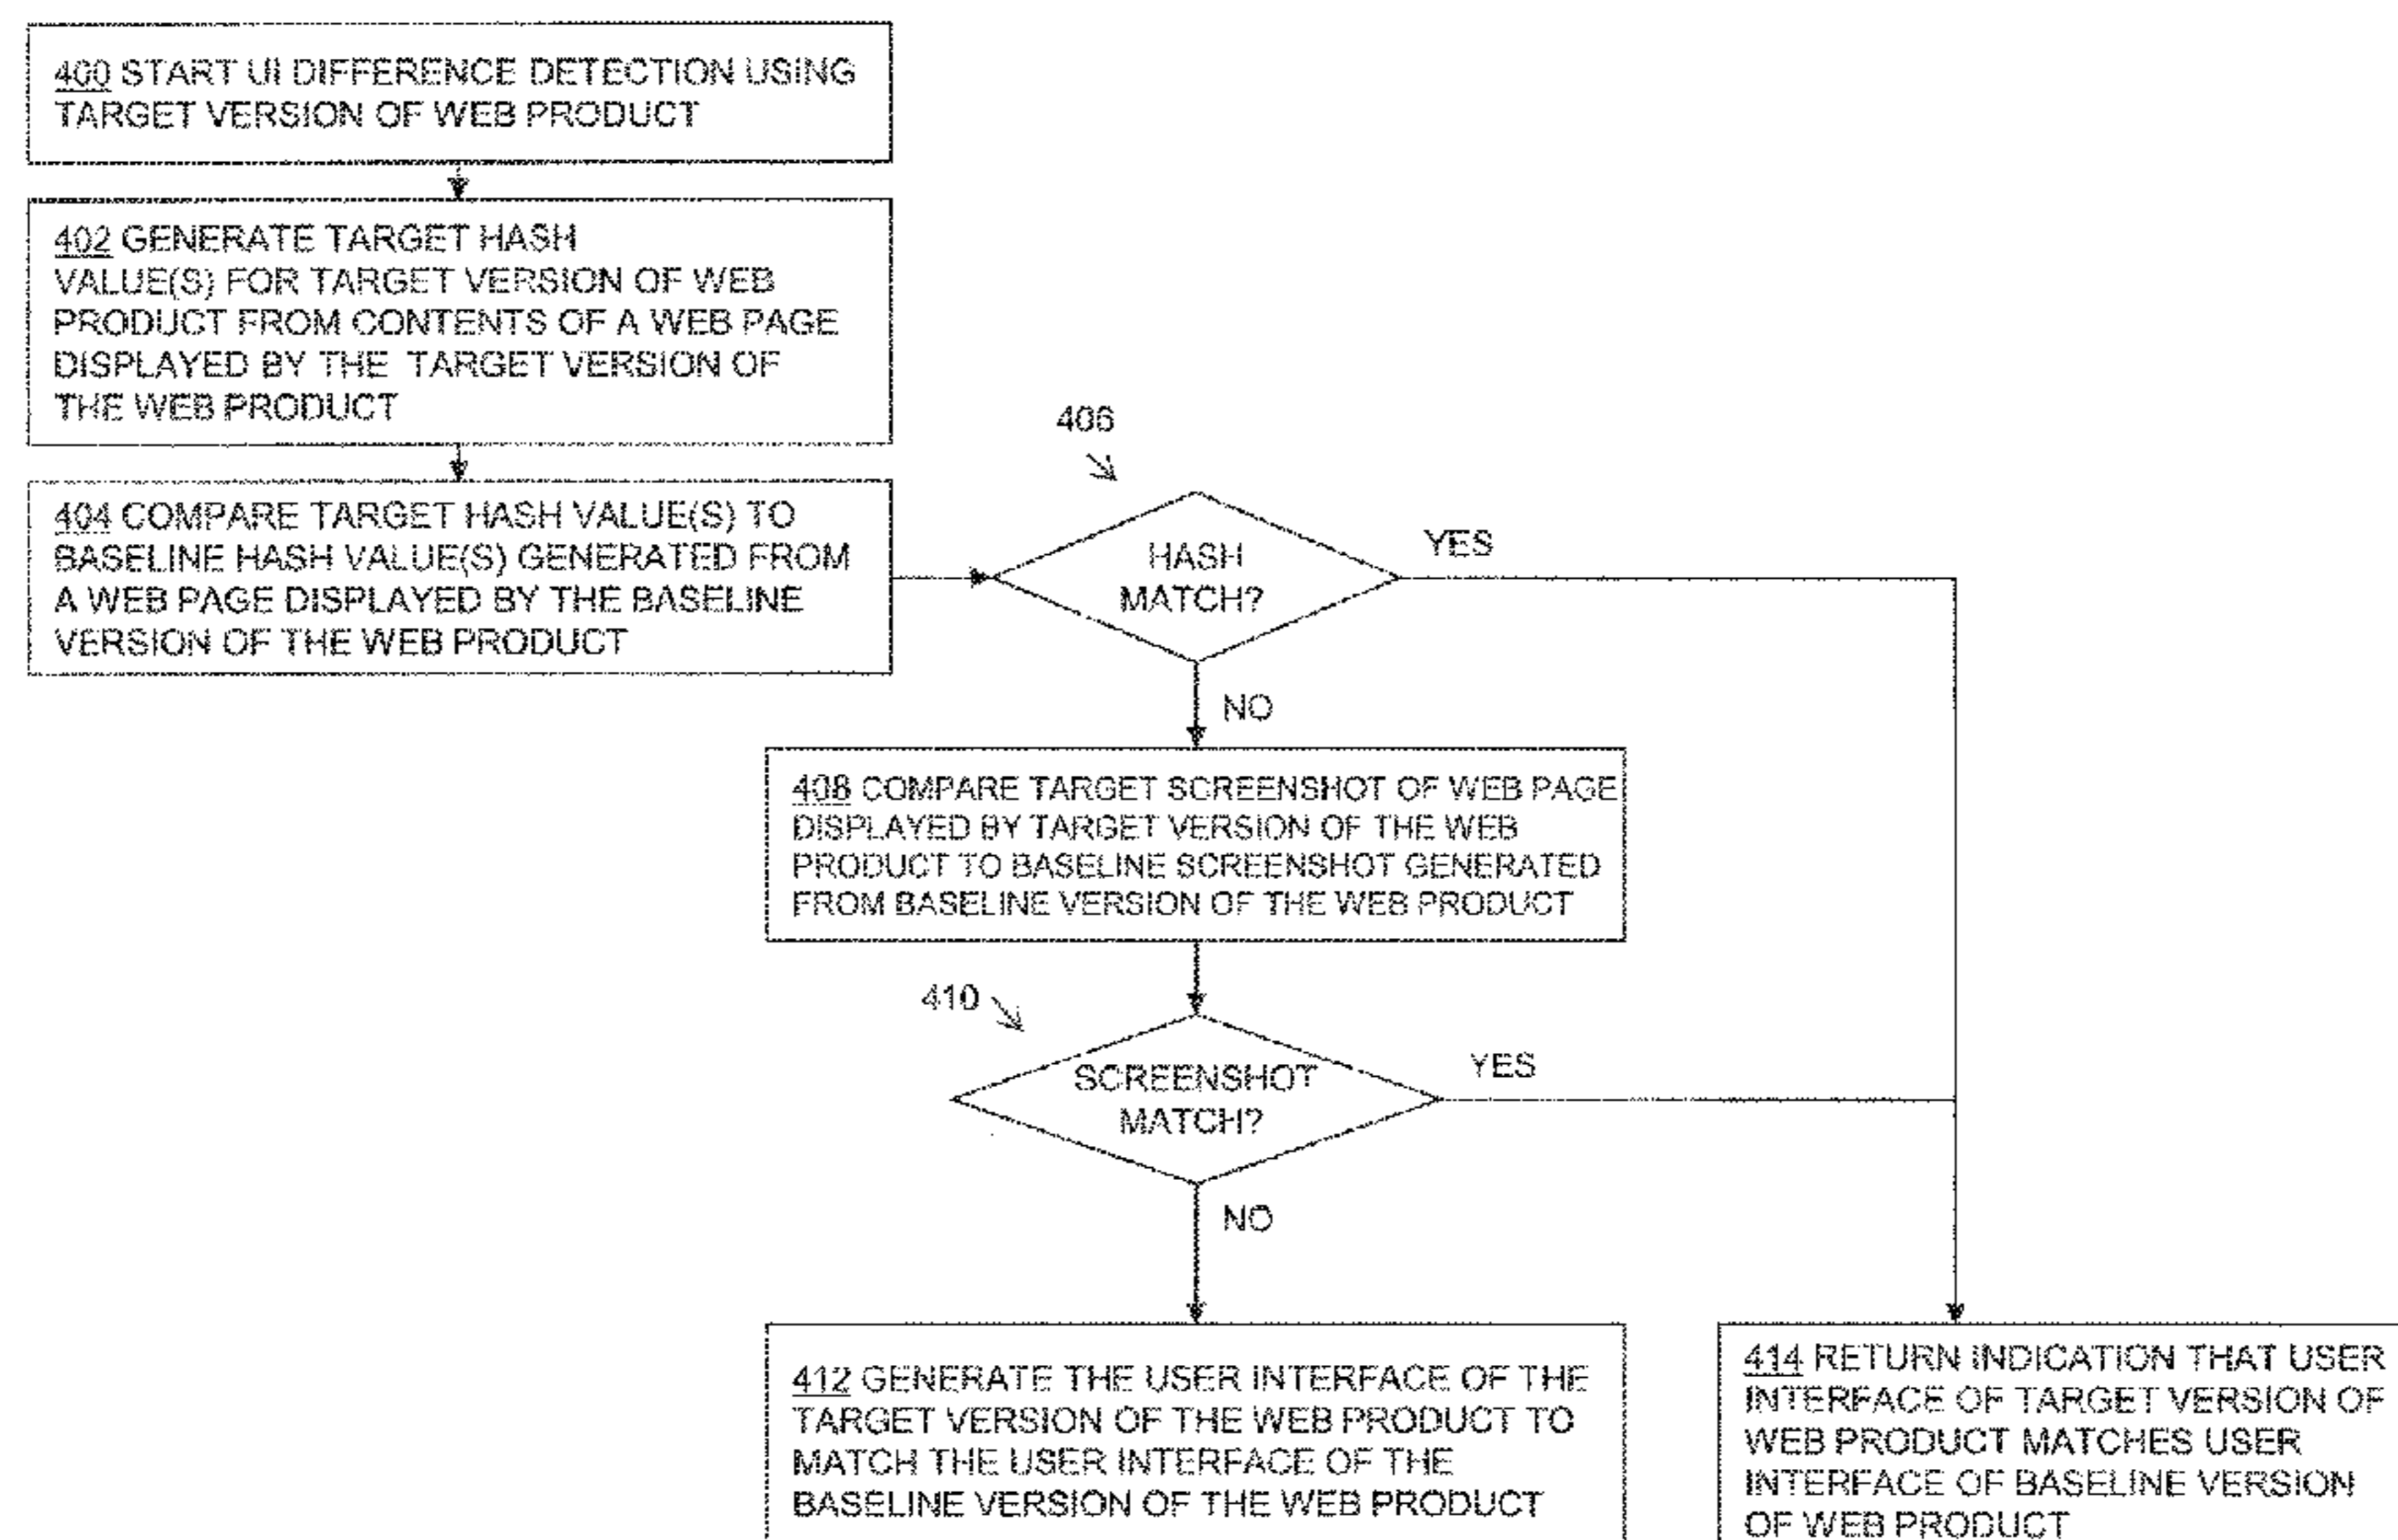 400 START UI DIFFERENCE DETECTION USING
TARGET VERSION OF WEB PRODUCT
402 GENERATE TARGET HASH
VALUE(S) FOR TARGET VERSION OF WEB
PRODUCT FROM CONTENTS OF A WEB PAGE
DISPLAYED BY THE TARGET VERSION OF
THE WEB PRODUCT
404 COMPARE TARGET HASH VALUE(S) TO
BASELINE HASH VALUE(S) GENERATED FROM
A WEB PAGE DISPLAYED BY THE BASELINE
VERSION OF THE WEB PRODUCT
406
HASH
MATCH?
YES
NO
408 COMPARE TARGET SCREENSHOT OF WEB PAGE
DISPLAYED BY TARGET VERSION OF THE WEB
PRODUCT TO BASELINE SCREENSHOT GENERATED
FROM BASELINE VERSION OF THE WEB PRODUCT
410
SCREENSHOT
MATCH?
YES
NO
412 GENERATE THE USER INTERFACE OF THE
TARGET VERSION OF THE WEB PRODUCT TO
MATCH THE USER INTERFACE OF THE
BASELINE VERSION OF THE WEB PRODUCT
414 RETURN INDICATION THAT USER
INTERFACE OF TARGET VERSION OF
WEB PRODUCT MATCHES USER
INTERFACE OF BASELINE VERSION
OF WEB PRODUCT